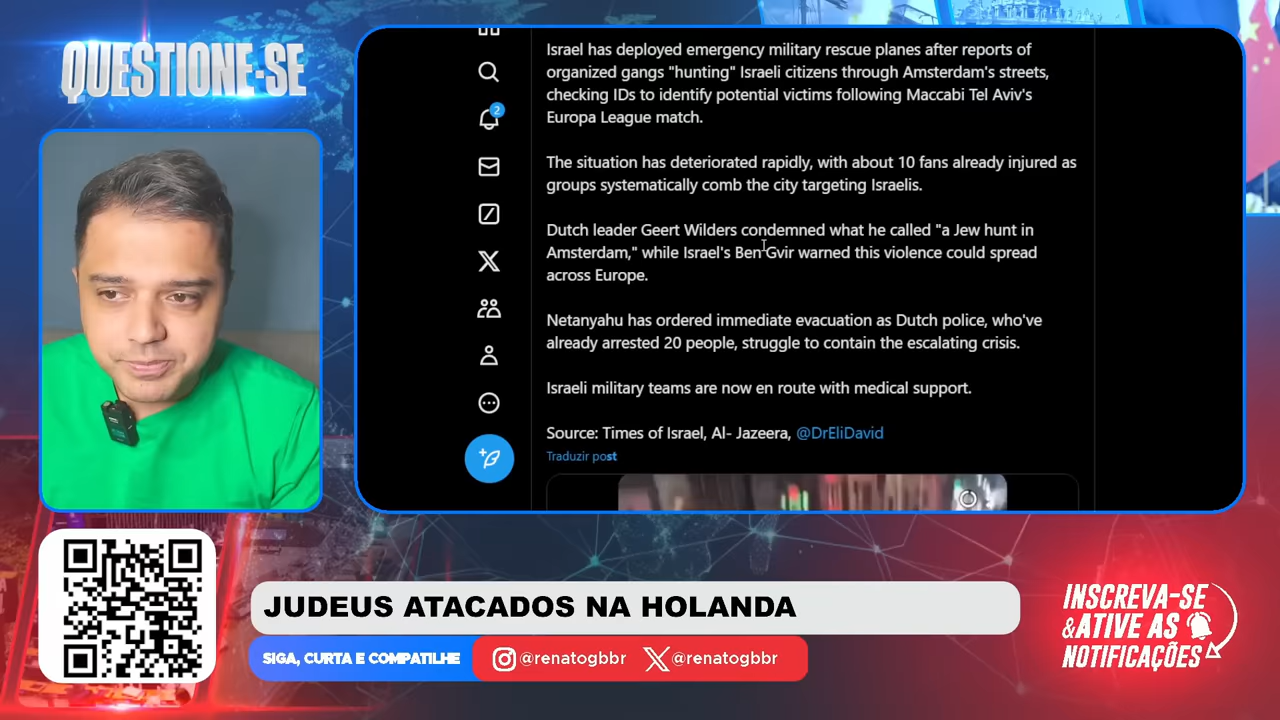 QUESTIONE-SE
Israel has deployed emergency military rescue planes after reports of
organized gangs "hunting" Israeli citizens through Amsterdam's streets,
checking IDs to identify potential victims following Maccabi Tel Aviv's
Europa League match.
The situation has deteriorated rapidly, with about 10 fans already injured as
groups systematically comb the city targeting Israelis.
Dutch leader Geert Wilders condemned what he called "a Jew hunt in
Amsterdam," while Israel's Ben Gvir warned this violence could spread
across Europe.
Netanyahu has ordered immediate evacuation as Dutch police, who've
already arrested 20 people, struggle to contain the escalating crisis.
Israeli military teams are now en route with medical support.
Source: Times of Israel, Al- Jazeera, @DrEliDavid
Traduzir post
2
JUDEUS ATACADOS NA HOLANDA
SIGA, CURTA E COMPATILHE
@renatogbbr
@renatogbbr
INSCREVA-SE
&ATIVE AS
NOTIFICAÇÕES